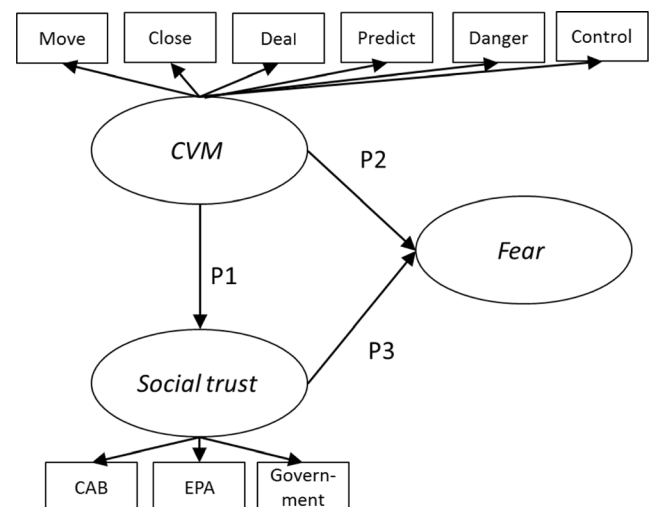 Move
Close
Deal
Predict
Danger
Control
CVM
P2
Fear
P1
P3
Social trust
CAB
EPA
Govern-
ment